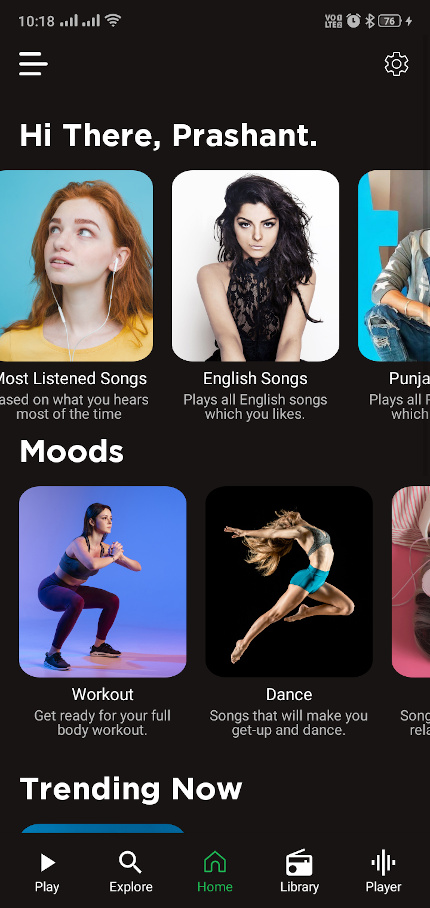 10:18
VoD LTEB 76
Hi There, Prashant.
Most Listened Songs
ased on what you hears
most of the time
English Songs
Plays all English songs
which you likes.
Punja
Plays all
which
Moods
Workout
Get ready for your full
body workout.
Dance
Songs that will make you
get-up and dance.
Song
rela
Trending Now
Play
Explore
Home
Library
Player